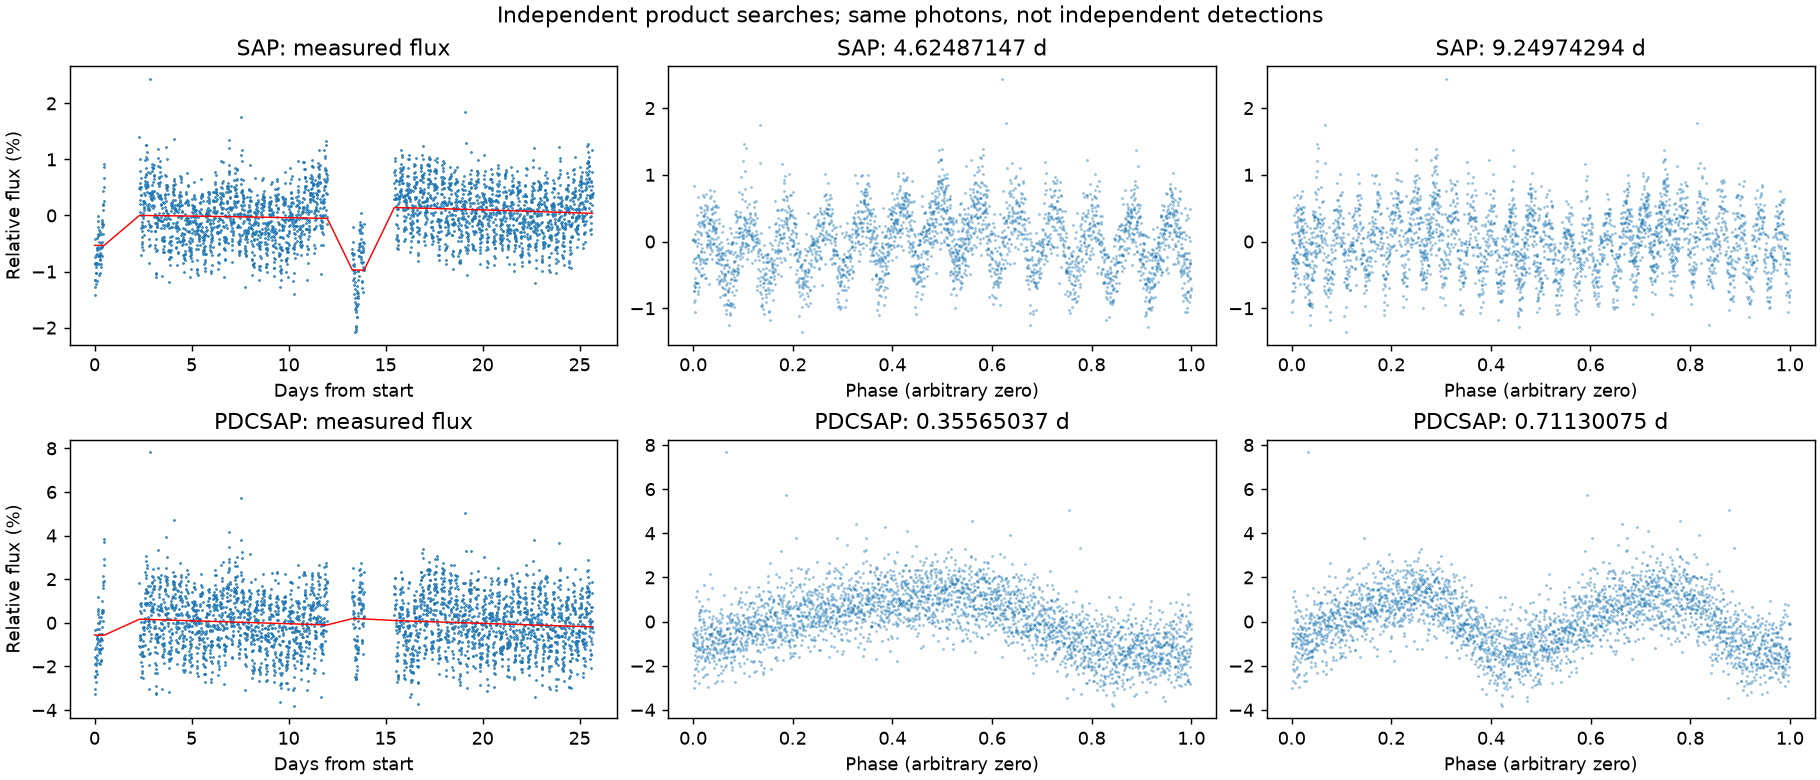 Independent product searches; same photons, not independent detections
SAP: measured flux
SAP: 4.62487147 d
SAP: 9.24974294 d
Relative flux (%)
2
1
0
−1
−2
2
1
0
−1
2
1
0
−1
0 5 10 15 20 25
0.0 0.2 0.4 0.6 0.8 1.0
0.0 0.2 0.4 0.6 0.8 1.0
Days from start
Phase (arbitrary zero)
Phase (arbitrary zero)
PDCSAP: measured flux
PDCSAP: 0.35565037 d
PDCSAP: 0.71130075 d
Relative flux (%)
8
6
4
2
0
−2
−4
8
6
4
2
0
−2
−4
8
6
4
2
0
−2
−4
0 5 10 15 20 25
0.0 0.2 0.4 0.6 0.8 1.0
0.0 0.2 0.4 0.6 0.8 1.0
Days from start
Phase (arbitrary zero)
Phase (arbitrary zero)